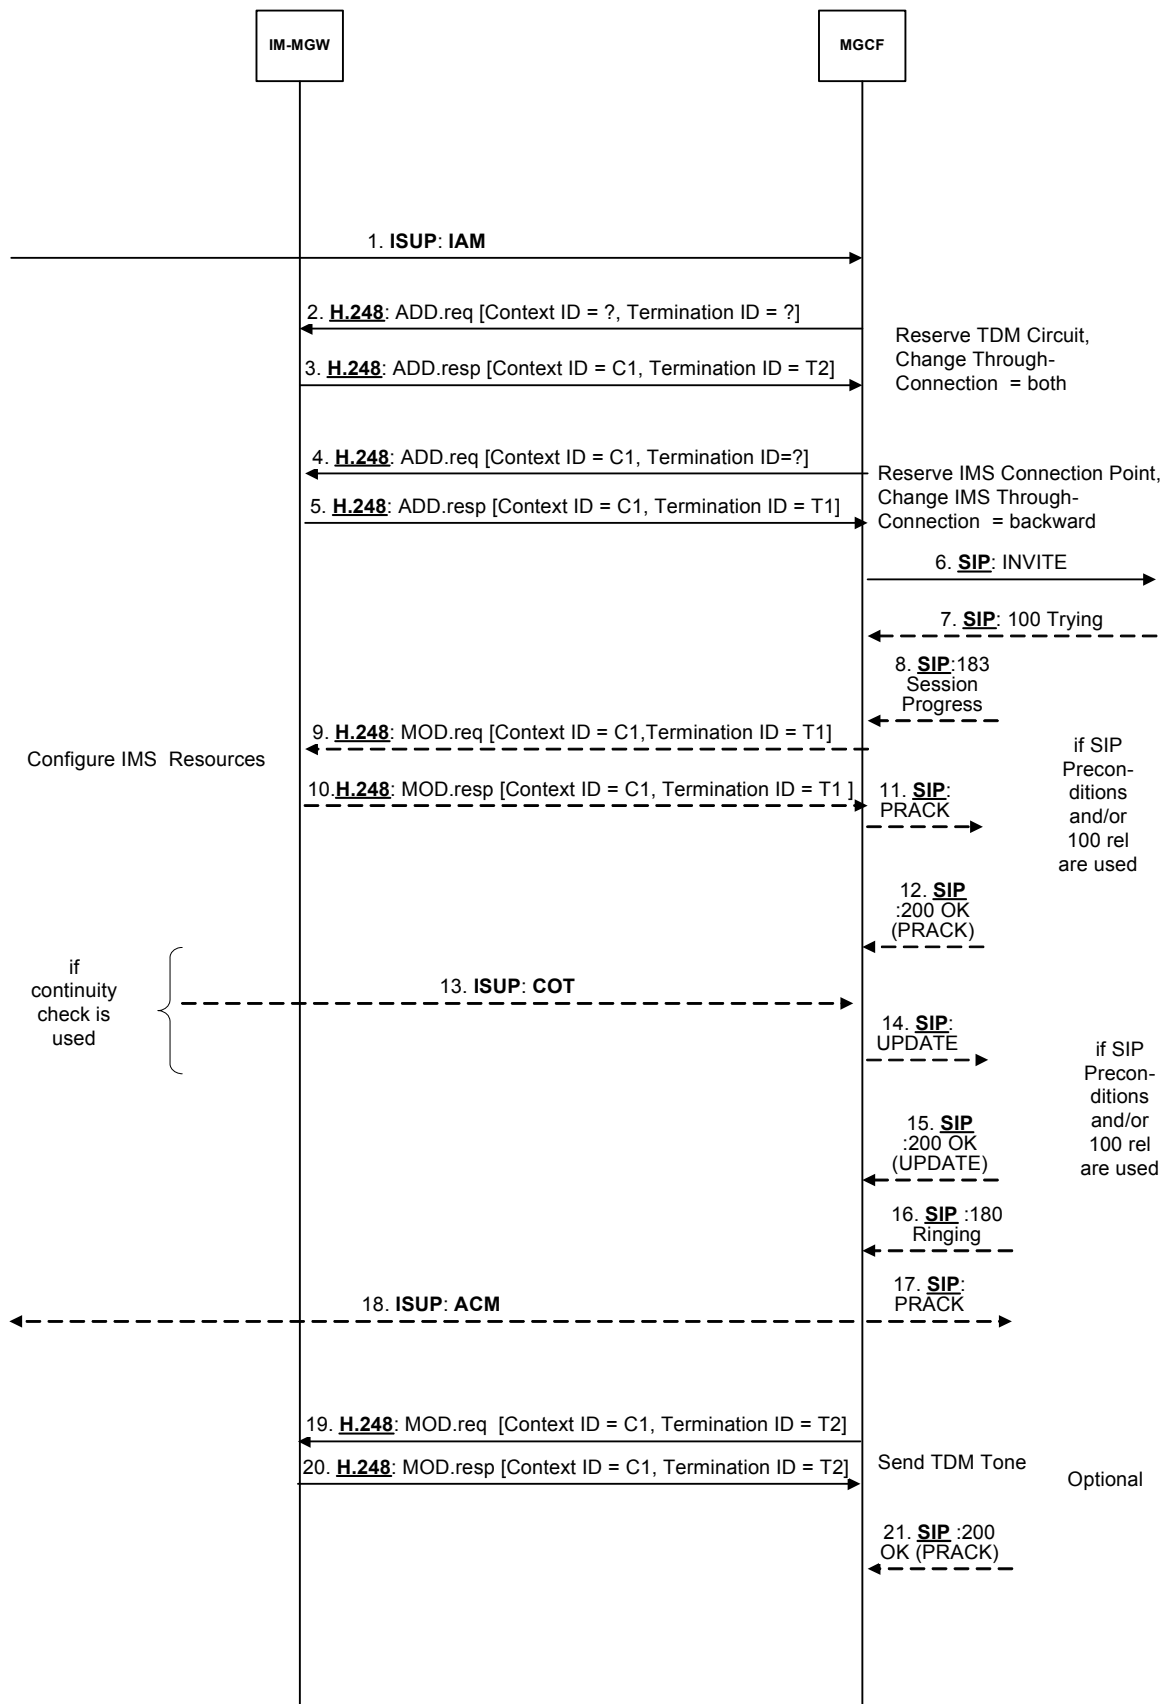 IM-MGW
MGCF
1. ISUP: IAM
2. H.248: ADD.req [Context ID = ?, Termination ID = ?]
Reserve TDM Circuit,
Change Through-
Connection = both
3. H.248: ADD.resp [Context ID = C1, Termination ID = T2]
4. H.248: ADD.req [Context ID = C1, Termination ID=?]
Reserve IMS Connection Point,
Change IMS Through-
Connection = backward
5. H.248: ADD.resp [Context ID = C1, Termination ID = T1]
6. SIP: INVITE
7. SIP: 100 Trying
8. SIP:183
Session
Progress
9. H.248: MOD.req [Context ID = C1,Termination ID = T1]
Configure IMS Resources
if SIP
Precon-
ditions
and/or
100 rel
are used
10.H.248: MOD.resp [Context ID = C1, Termination ID = T1 ]
11. SIP:
PRACK
12. SIP
:200 OK
(PRACK)
if
continuity
check is
used
13. ISUP: COT
14. SIP:
UPDATE
if SIP
Precon-
ditions
and/or
100 rel
are used
15. SIP
:200 OK
(UPDATE)
16. SIP :180
Ringing
17. SIP:
PRACK
18. ISUP: ACM
19. H.248: MOD.req [Context ID = C1, Termination ID = T2]
20. H.248: MOD.resp [Context ID = C1, Termination ID = T2]
Send TDM Tone
Optional
21. SIP :200
OK (PRACK)